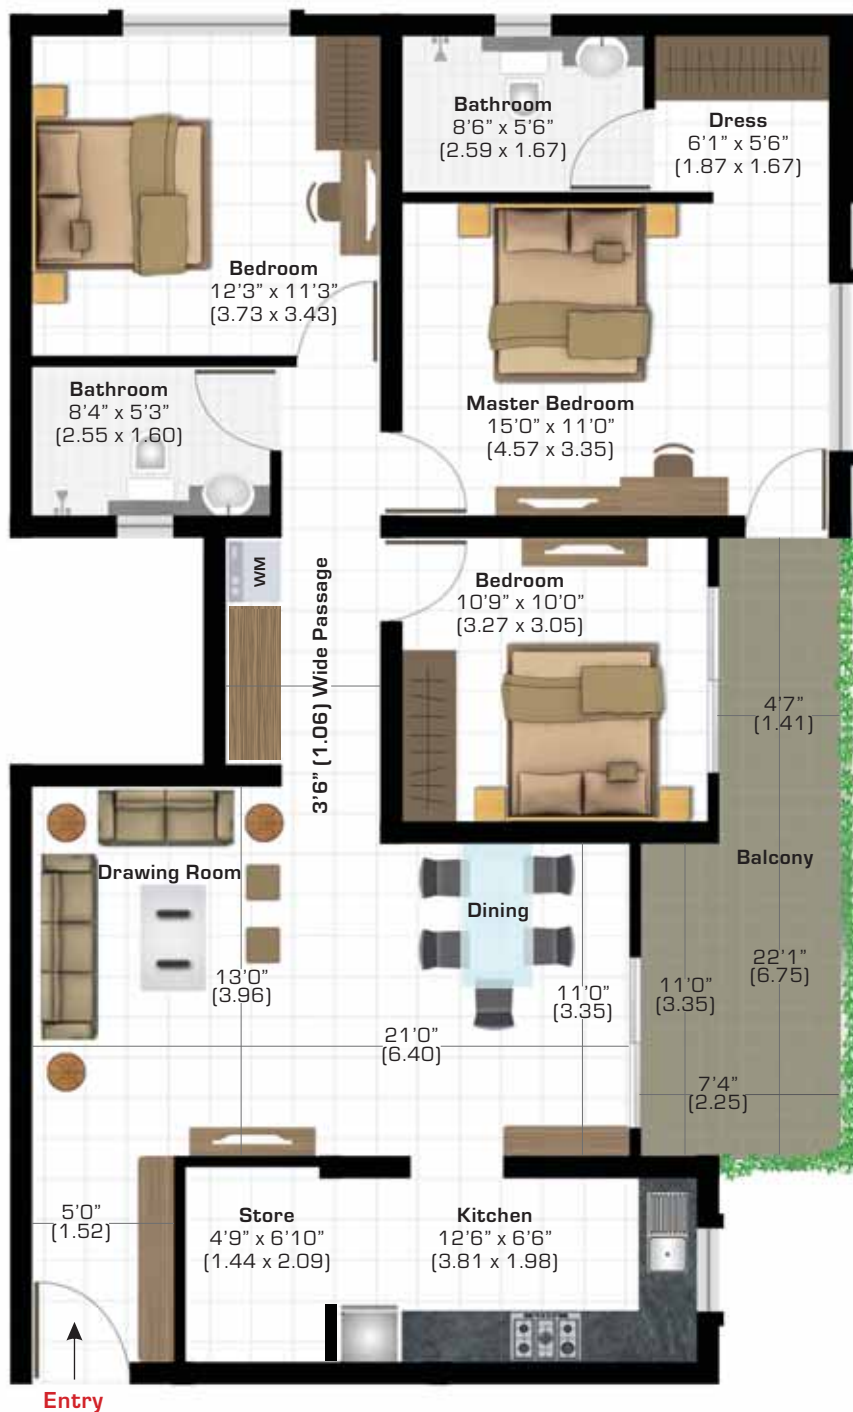 Bathroom
8'6" x 5'6"
(2.59 x 1.67)
Dress
6'1" x 5'6"
(1.87 x 1.67)
Bedroom
12'3" x 11'3"
(3.73 x 3.43)
Bathroom
8'4" x 5'3"
(2.55 x 1.60)
Master Bedroom
15'0" x 11'0"
(4.57 x 3.35)
WM
3'6" (1.06) Wide Passage
Bedroom
10'9" x 10'0"
(3.27 x 3.05)
4'7"
(1.41)
Drawing Room
Dining
Balcony
13'0"
(3.96)
11'0"
(3.35)
11'0"
(3.35)
22'1"
(6.75)
21'0"
(6.40)
7'4"
(2.25)
5'0"
(1.52)
Store
4'9" x 6'10"
(1.44 x 2.09)
Kitchen
12'6" x 6'6"
(3.81 x 1.98)
Entry